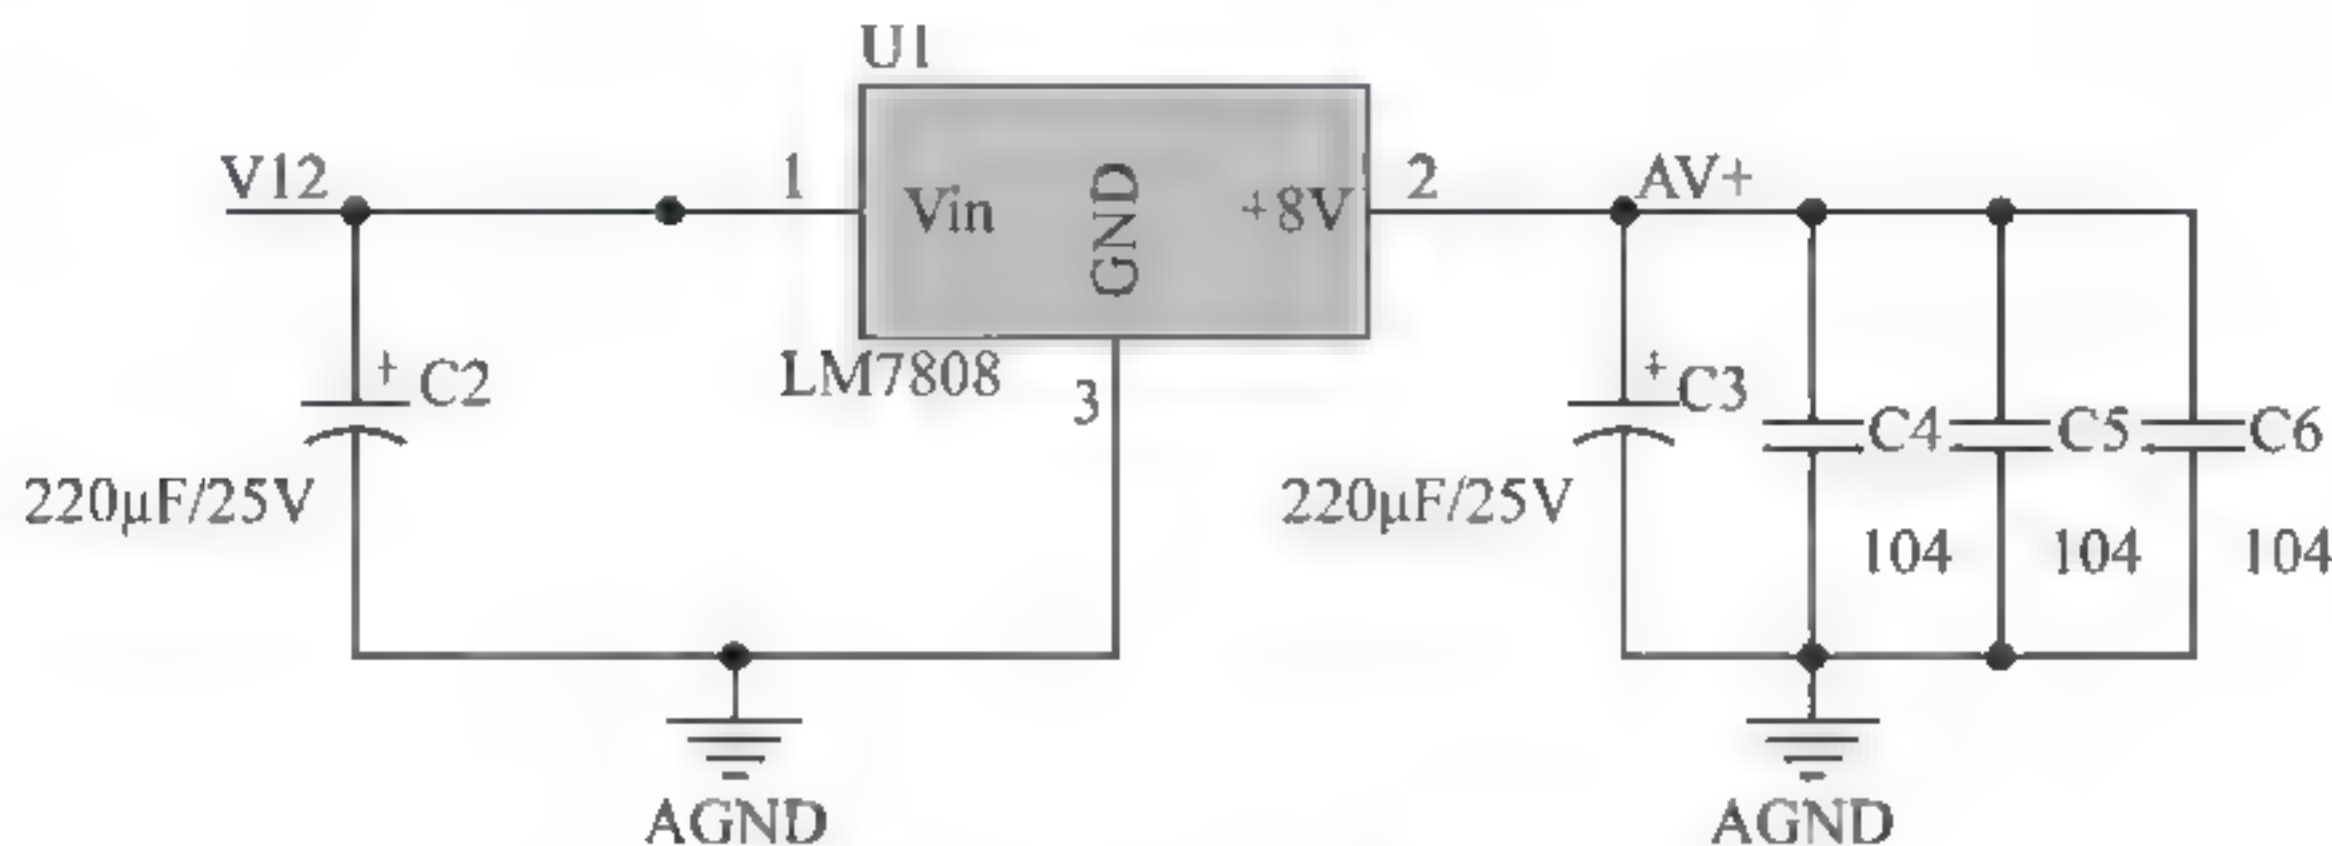 U1
V12
1
Vin
GND
+8V
2
AV+
+
C2
LM7808
3
+
C3
C4
C5
C6
220μF/25V
220μF/25V
104
104
104
AGND
AGND